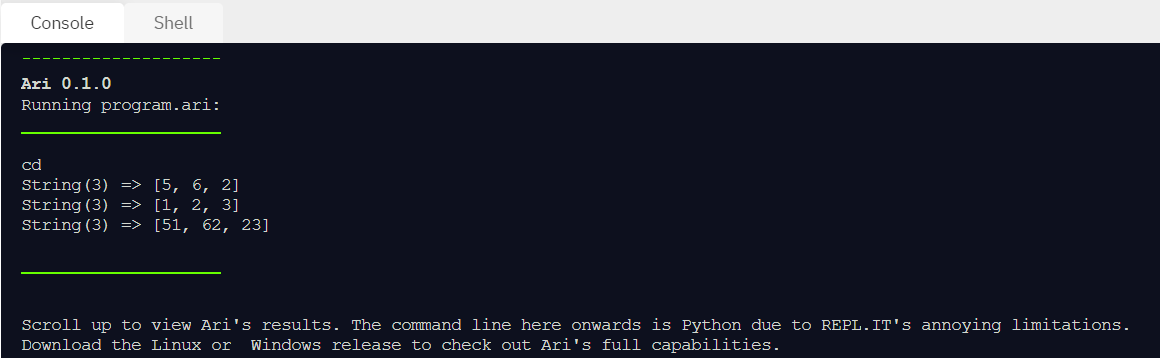 Console Shell
--------------------
Ari 0.1.0
Running program.ari:
cd
String(3) => [5, 6, 2]
String(3) => [1, 2, 3]
String(3) => [51, 62, 23]
Scroll up to view Ari's results. The command line here onwards is Python due to REPL.IT's annoying limitations.
Download the Linux or  Windows release to check out Ari's full capabilities.